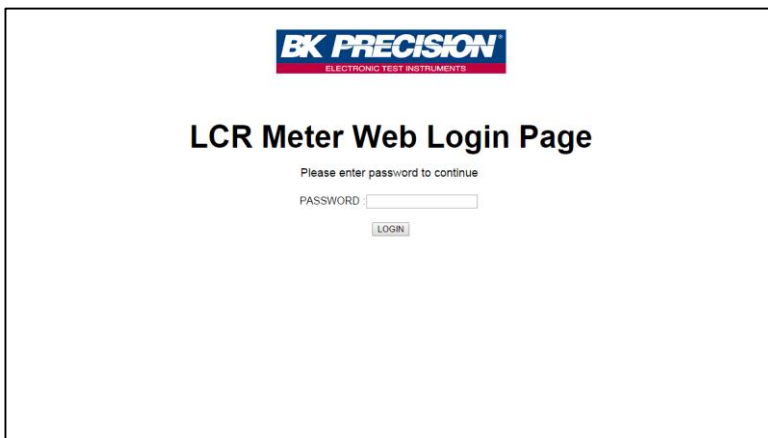 BK PRECISION®
ELECTRONIC TEST INSTRUMENTS
LCR Meter Web Login Page
Please enter password to continue
PASSWORD :
LOGIN